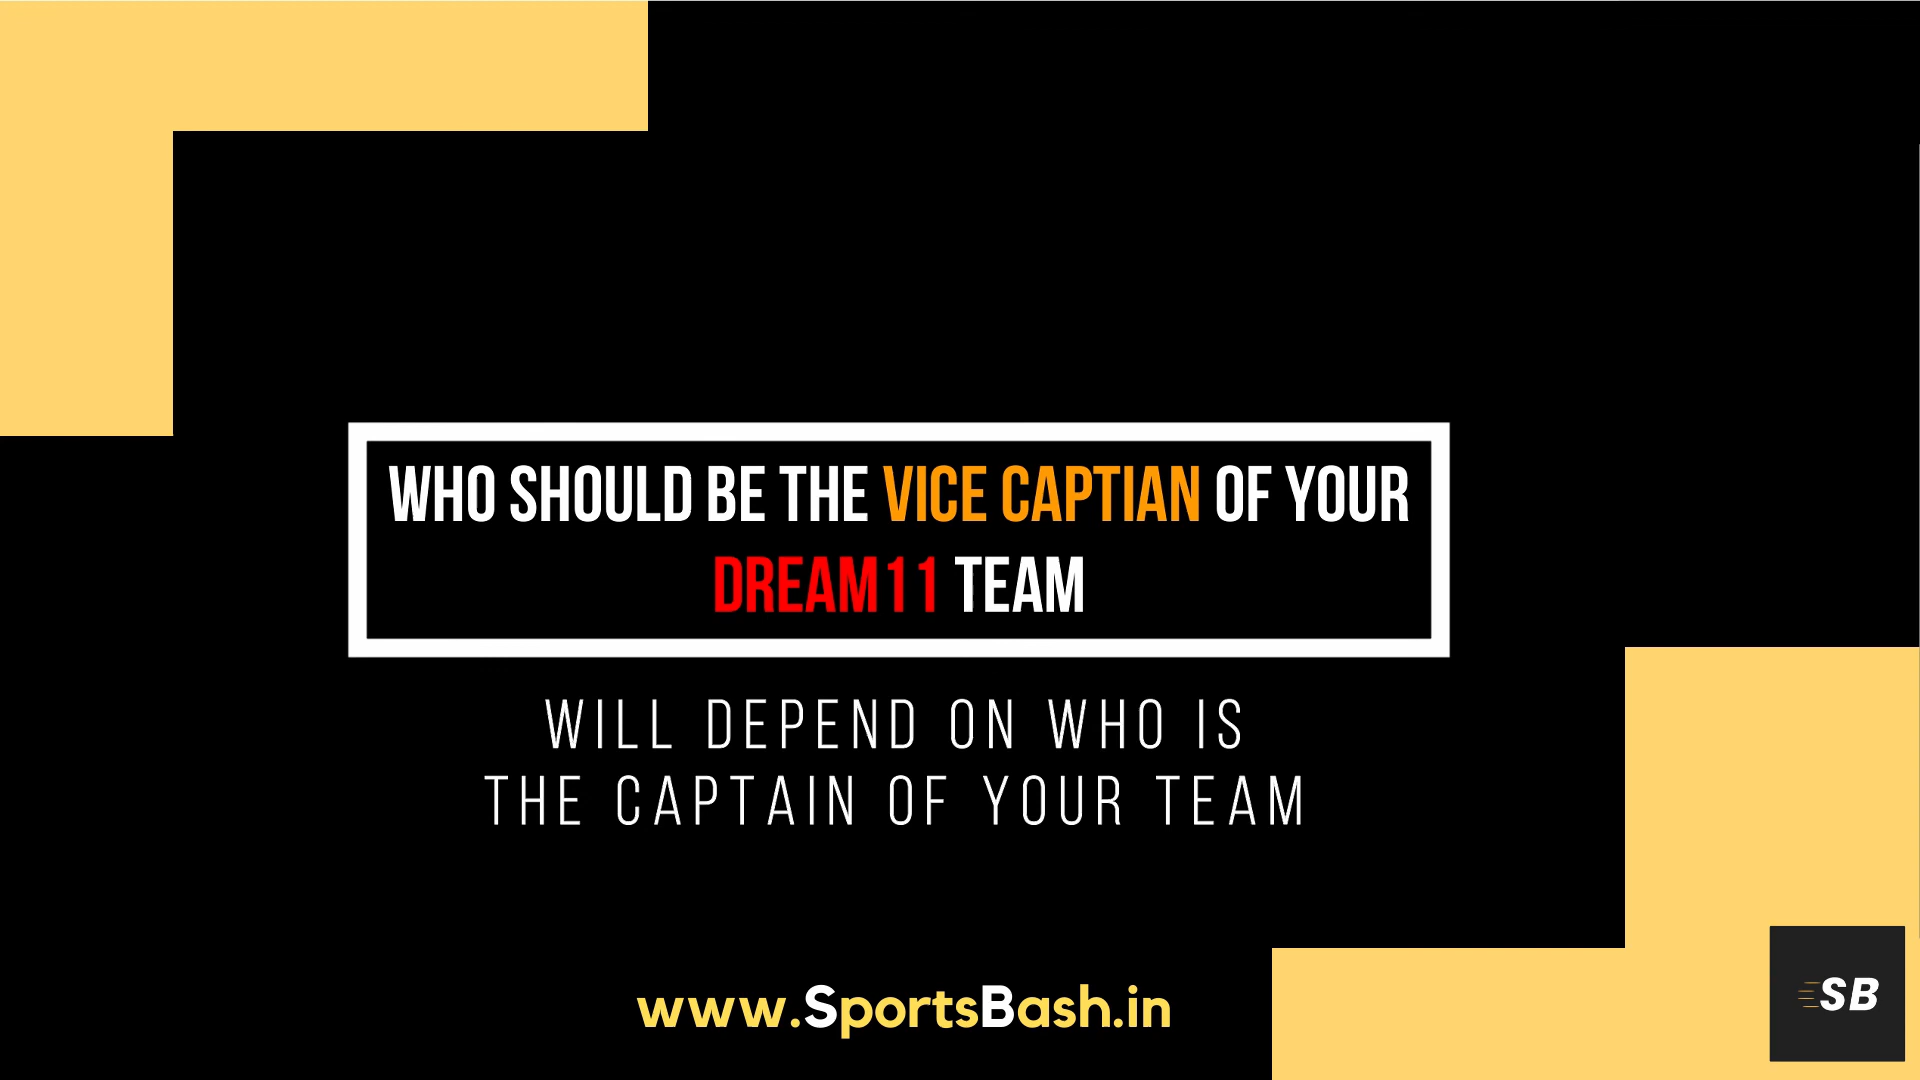 WHO SHOULD BE THE VICE CAPTIAN OF YOUR
DREAM11 TEAM
WILL DEPEND ON WHO IS
THE CAPTAIN OF YOUR TEAM
www.SportsBash.in
SB